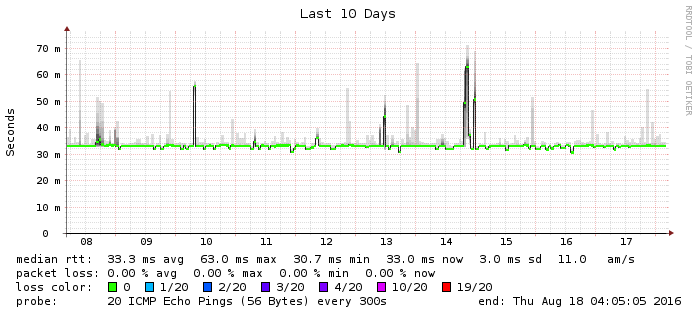 Last 10 Days
RRDTOOL / TOBI OETIKER
Seconds
70 m
60 m
50 m
40 m
30 m
20 m
10 m
0
08 09 10 11 12 13 14 15 16 17
median rtt: 33.3 ms avg 63.0 ms max 30.7 ms min 33.0 ms now 3.0 ms sd 11.0 am/s
packet loss: 0.00 % avg 0.00 % max 0.00 % min 0.00 % now
loss color: 0 1/20 2/20 3/20 4/20 10/20 19/20
probe: 20 ICMP Echo Pings (56 Bytes) every 300s end: Thu Aug 18 04:05:05 2016